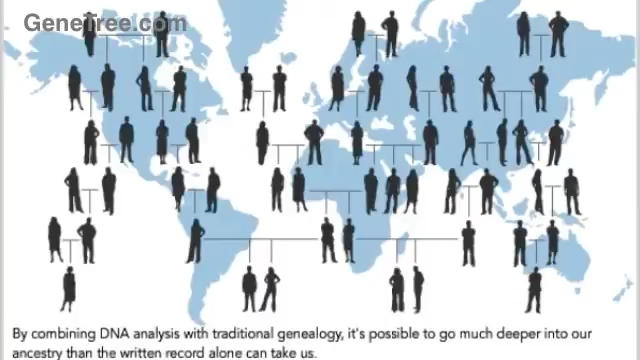 GeneTree.com
By combining DNA analysis with traditional genealogy, it's possible to go much deeper into our
ancestry than the written record alone can take us.